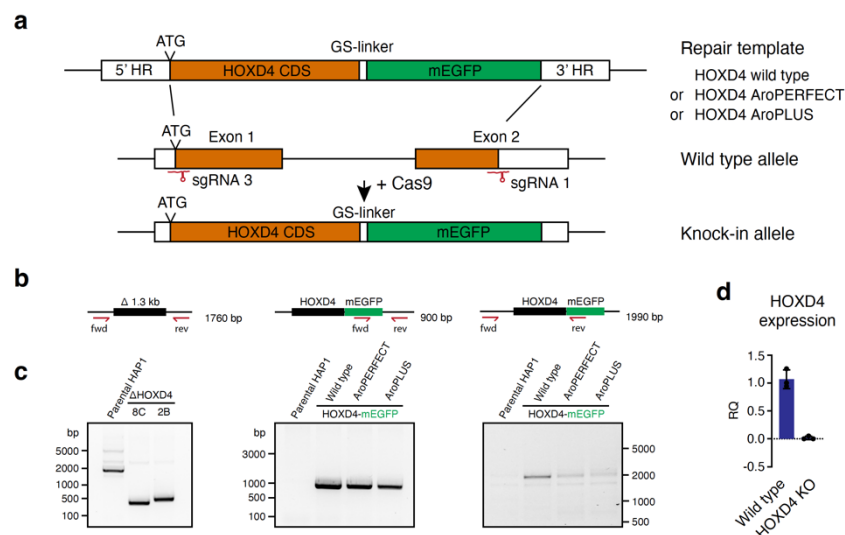 a
ATG
GS-linker
5' HR
HOXD4 CDS
mEGFP
3' HR
Repair template
HOXD4 wild type
or HOXD4 AroPERFECT
or HOXD4 AroPLUS
ATG
Exon 1
Exon 2
Wild type allele
sgRNA 3
+ Cas9
sgRNA 1
ATG
GS-linker
HOXD4 CDS
mEGFP
Knock-in allele
b
Δ 1.3 kb
fwd
rev
1760 bp
HOXD4 mEGFP
fwd
rev
900 bp
HOXD4 mEGFP
fwd
rev
1990 bp
c
Parental HAP1
ΔHOXD4
8C 2B
bp
5000
2000
1000
500
100
Parental HAP1
Wild type
AroPERFECT
AroPLUS
HOXD4-mEGFP
bp
3000
1000
500
100
Parental HAP1
Wild type
AroPERFECT
AroPLUS
HOXD4-mEGFP
bp
5000
2000
1000
500
d
HOXD4
expression
RQ
1.5
1.0
0.5
0.0
-0.5
Wild type
HOXD4 KO